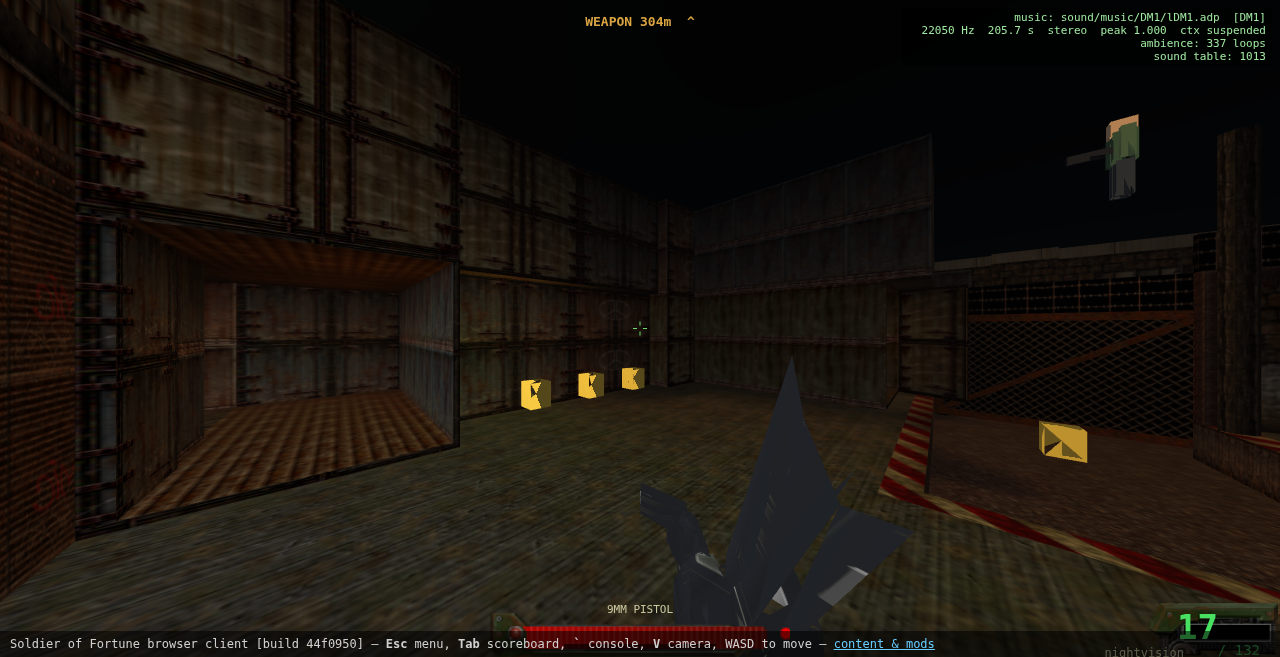 WEAPON 304m ^
music: sound/music/DM1/lDM1.adp [DM1]
22050 Hz 205.7 s stereo peak 1.000 ctx suspended
ambience: 337 loops
sound table: 1013
9MM PISTOL
Soldier of Fortune browser client [build 44f0950] — Esc menu, Tab scoreboard, ` console, V camera, WASD to move — content & mods
17
/ 132
nightvision